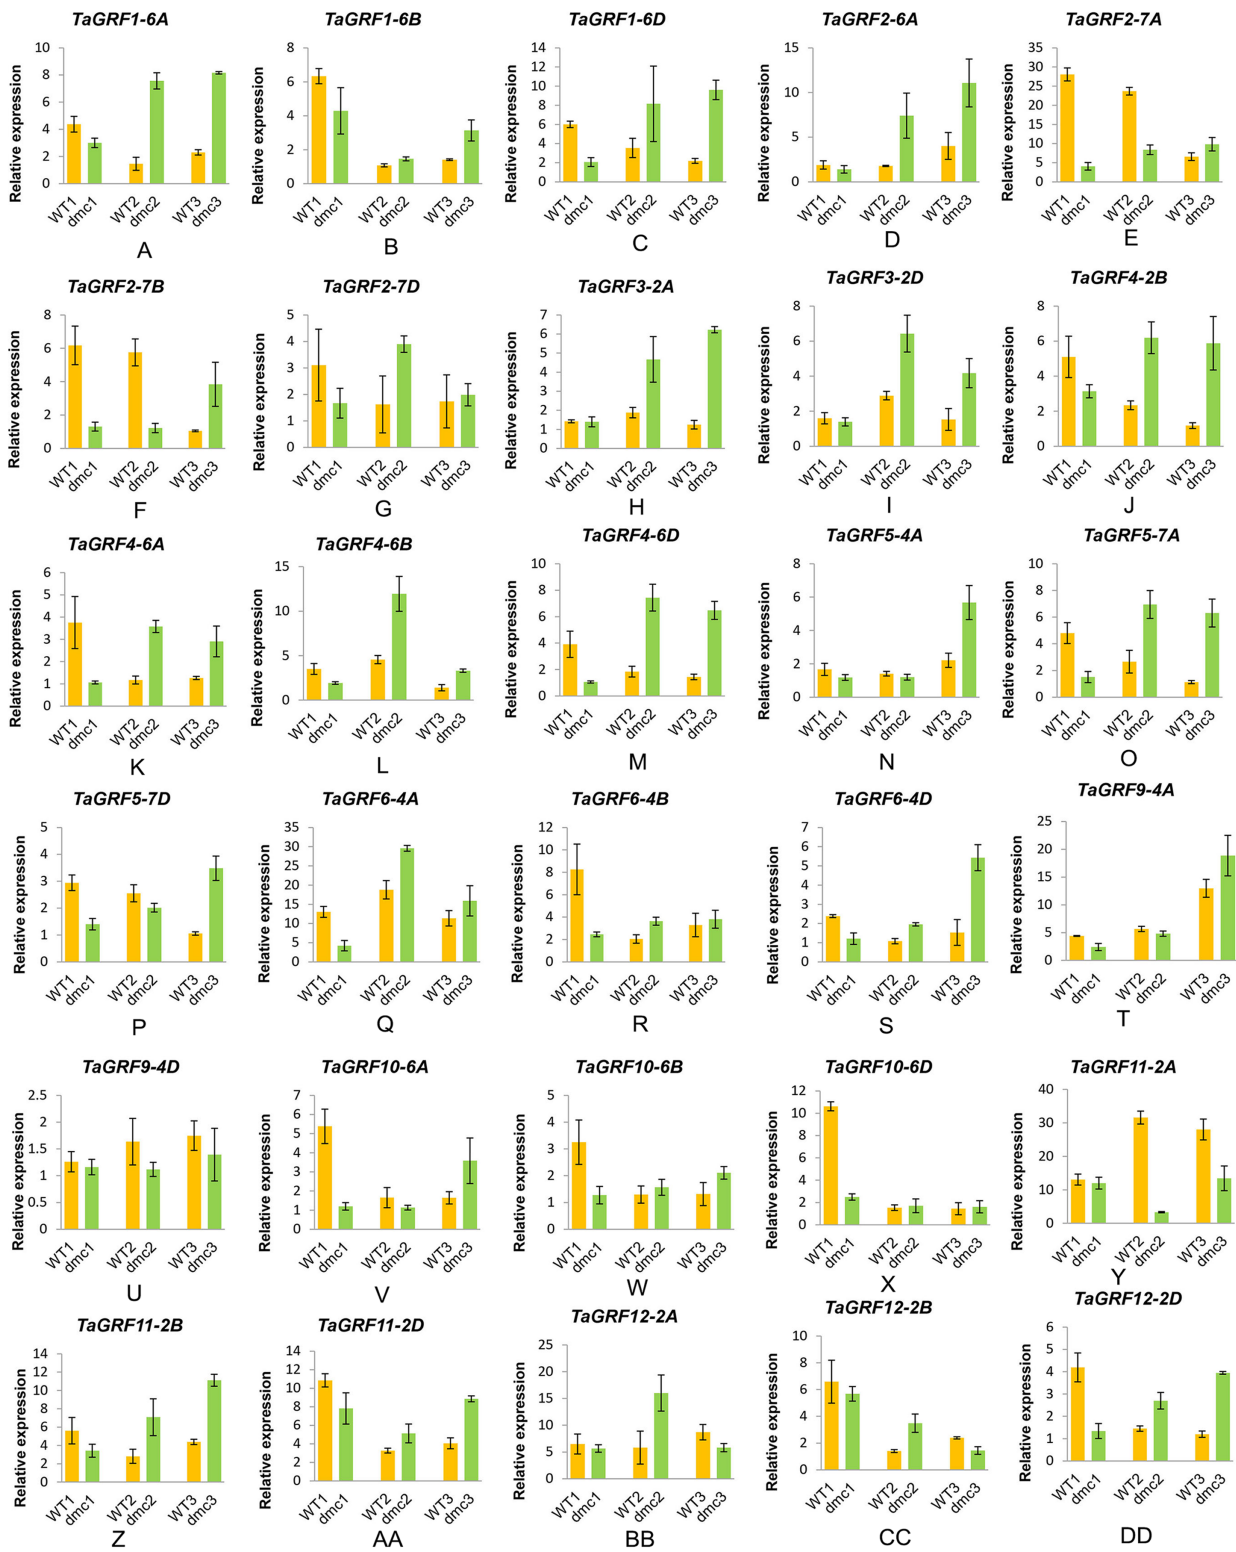 TaGRF1-6A
Relative expression
10
8
6
4
2
0
WT1 dmc1 WT2 dmc2 WT3 dmc3
A
TaGRF1-6B
Relative expression
8
6
4
2
0
WT1 dmc1 WT2 dmc2 WT3 dmc3
B
TaGRF1-6D
Relative expression
14
12
10
8
6
4
2
0
WT1 dmc1 WT2 dmc2 WT3 dmc3
C
TaGRF2-6A
Relative expression
15
10
5
0
WT1 dmc1 WT2 dmc2 WT3 dmc3
D
TaGRF2-7A
Relative expression
35
30
25
20
15
10
5
0
WT1 dmc1 WT2 dmc2 WT3 dmc3
E
TaGRF2-7B
Relative expression
8
6
4
2
0
WT1 dmc1 WT2 dmc2 WT3 dmc3
F
TaGRF2-7D
Relative expression
5
4
3
2
1
0
WT1 dmc1 WT2 dmc2 WT3 dmc3
G
TaGRF3-2A
Relative expression
7
6
5
4
3
2
1
0
WT1 dmc1 WT2 dmc2 WT3 dmc3
H
TaGRF3-2D
Relative expression
8
6
4
2
0
WT1 dmc1 WT2 dmc2 WT3 dmc3
I
TaGRF4-2B
Relative expression
8
6
4
2
0
WT1 dmc1 WT2 dmc2 WT3 dmc3
J
TaGRF4-6A
Relative expression
6
5
4
3
2
1
0
WT1 dmc1 WT2 dmc2 WT3 dmc3
K
TaGRF4-6B
Relative expression
15
10
5
0
WT1 dmc1 WT2 dmc2 WT3 dmc3
L
TaGRF4-6D
Relative expression
10
8
6
4
2
0
WT1 dmc1 WT2 dmc2 WT3 dmc3
M
TaGRF5-4A
Relative expression
8
6
4
2
0
WT1 dmc1 WT2 dmc2 WT3 dmc3
N
TaGRF5-7A
Relative expression
10
8
6
4
2
0
WT1 dmc1 WT2 dmc2 WT3 dmc3
O
TaGRF5-7D
Relative expression
5
4
3
2
1
0
WT1 dmc1 WT2 dmc2 WT3 dmc3
P
TaGRF6-4A
Relative expression
35
30
25
20
15
10
5
0
WT1 dmc1 WT2 dmc2 WT3 dmc3
Q
TaGRF6-4B
Relative expression
12
10
8
6
4
2
0
WT1 dmc1 WT2 dmc2 WT3 dmc3
R
TaGRF6-4D
Relative expression
7
6
5
4
3
2
1
0
WT1 dmc1 WT2 dmc2 WT3 dmc3
S
TaGRF9-4A
Relative expression
25
20
15
10
5
0
WT1 dmc1 WT2 dmc2 WT3 dmc3
T
TaGRF9-4D
Relative expression
2.5
2
1.5
1
0.5
0
WT1 dmc1 WT2 dmc2 WT3 dmc3
U
TaGRF10-6A
Relative expression
7
6
5
4
3
2
1
0
WT1 dmc1 WT2 dmc2 WT3 dmc3
V
TaGRF10-6B
Relative expression
5
4
3
2
1
0
WT1 dmc1 WT2 dmc2 WT3 dmc3
W
TaGRF10-6D
Relative expression
12
10
8
6
4
2
0
WT1 dmc1 WT2 dmc2 WT3 dmc3
X
TaGRF11-2A
Relative expression
40
30
20
10
0
WT1 dmc1 WT2 dmc2 WT3 dmc3
Y
TaGRF11-2B
Relative expression
14
12
10
8
6
4
2
0
WT1 dmc1 WT2 dmc2 WT3 dmc3
Z
TaGRF11-2D
Relative expression
14
12
10
8
6
4
2
0
WT1 dmc1 WT2 dmc2 WT3 dmc3
AA
TaGRF12-2A
Relative expression
25
20
15
10
5
0
WT1 dmc1 WT2 dmc2 WT3 dmc3
BB
TaGRF12-2B
Relative expression
10
8
6
4
2
0
WT1 dmc1 WT2 dmc2 WT3 dmc3
CC
TaGRF12-2D
Relative expression
6
5
4
3
2
1
0
WT1 dmc1 WT2 dmc2 WT3 dmc3
DD